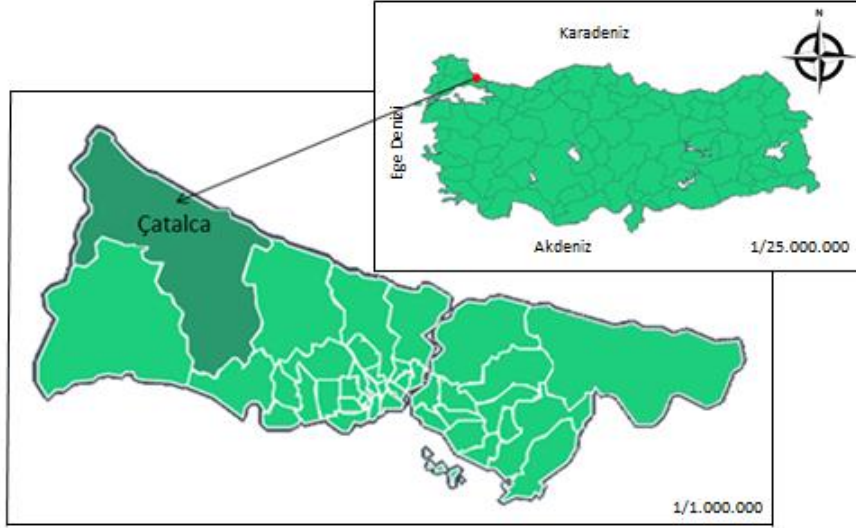 N
Karadeniz
Ege Denizi
Akdeniz
1/25.000.000
Çatalca
1/1.000.000